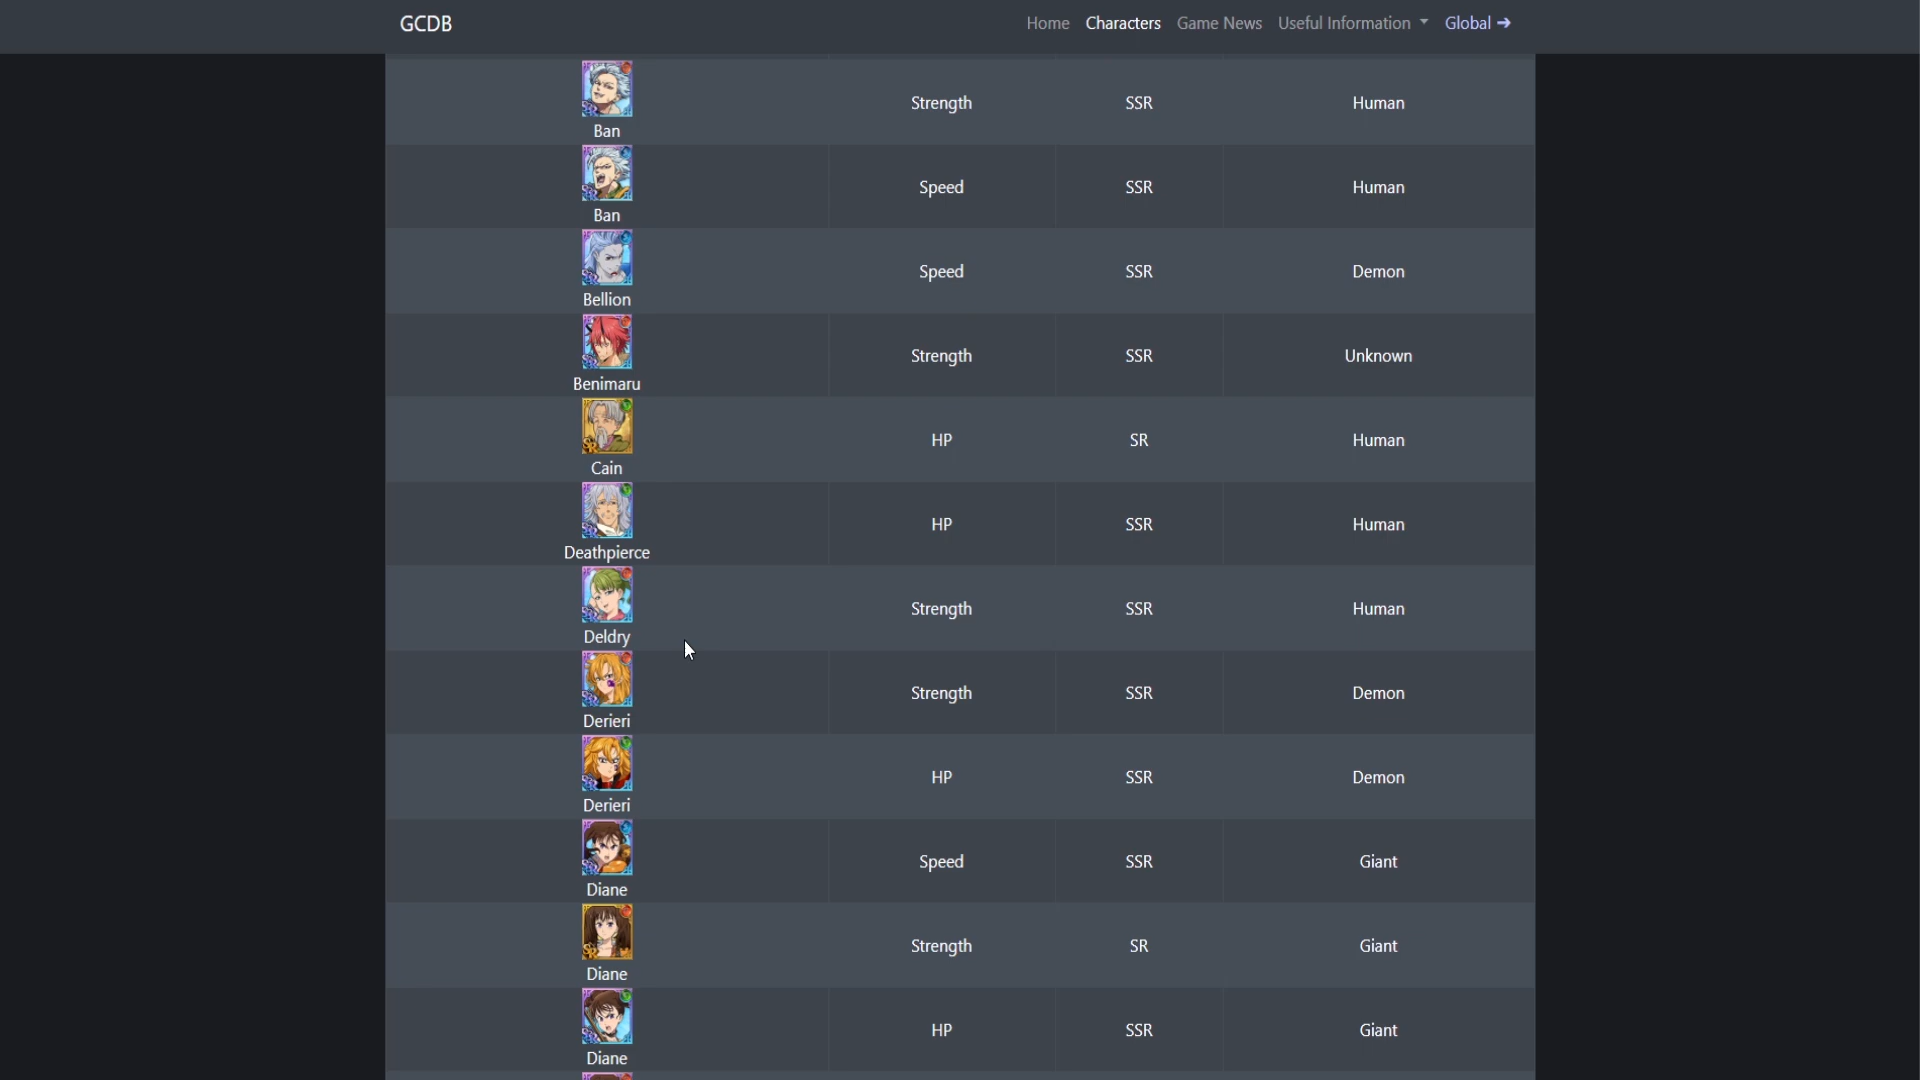 GCDB
Home Characters Game News Useful Information Global
Ban Strength SSR Human
Ban Speed SSR Human
Bellion Speed SSR Demon
Benimaru Strength SSR Unknown
Cain HP SR Human
Deathpierce HP SSR Human
Deldry Strength SSR Human
Derieri Strength SSR Demon
Derieri HP SSR Demon
Diane Speed SSR Giant
Diane Strength SR Giant
Diane HP SSR Giant